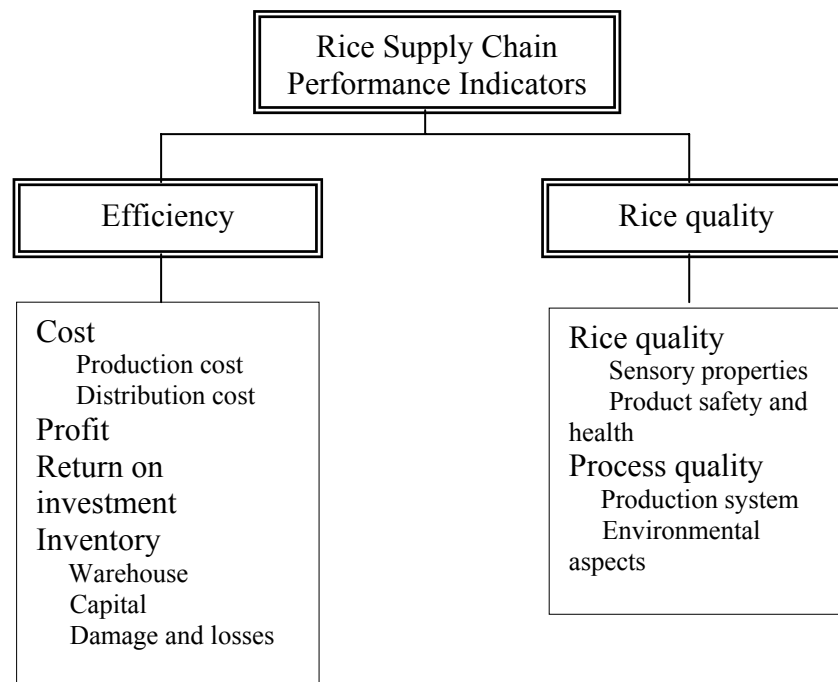 Rice Supply Chain
Performance Indicators
Efficiency
Rice quality
Cost
Production cost
Distribution cost
Profit
Return on
investment
Inventory
Warehouse
Capital
Damage and losses
Rice quality
Sensory properties
Product safety and
health
Process quality
Production system
Environmental
aspects